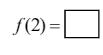 f(2) =